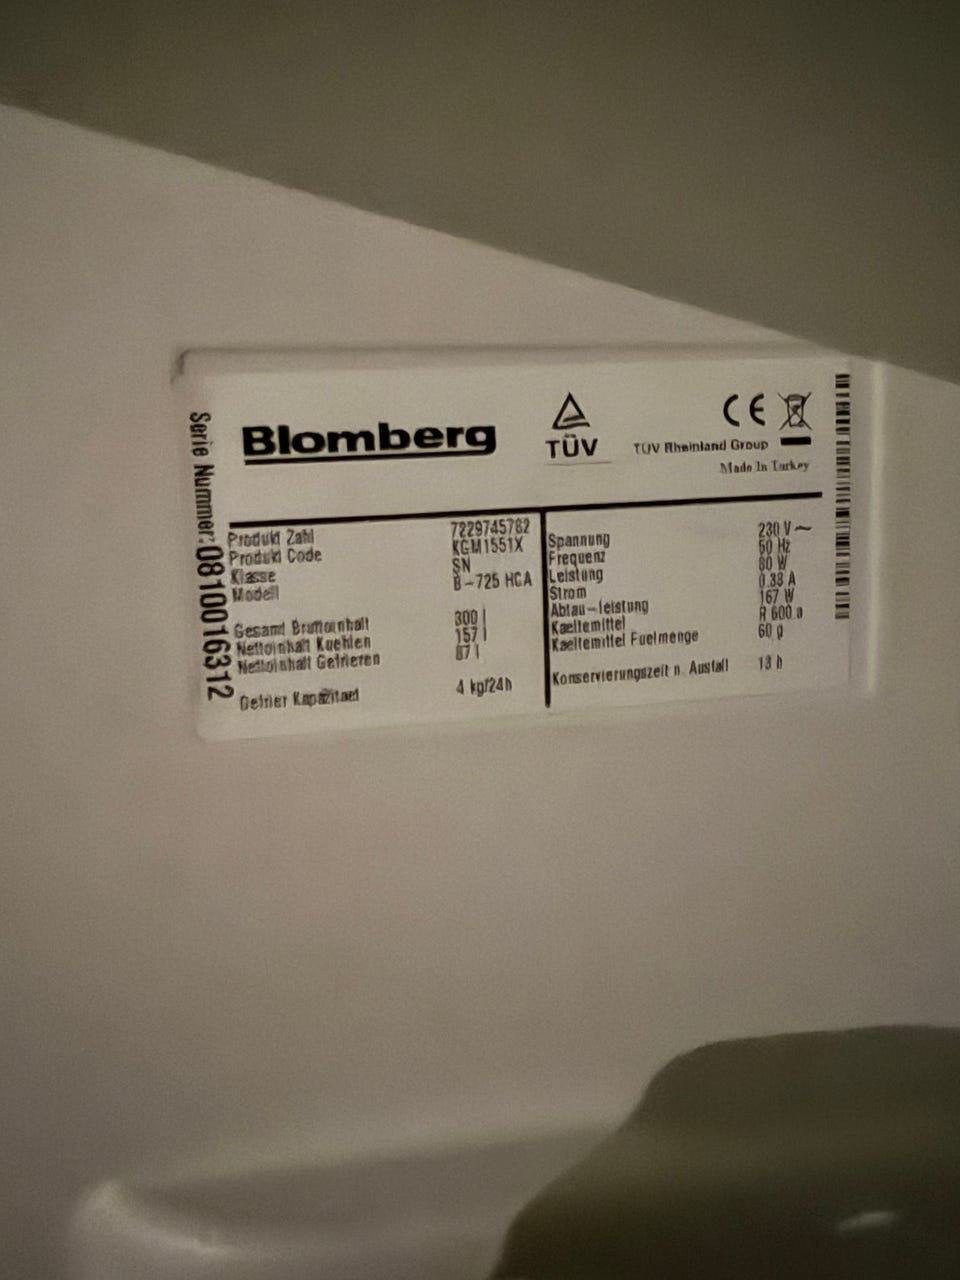 Serie Nummer: 0810016312
Blomberg
TÜV
CE
TÜV Rheinland Group
Made In Turkey
Produkt Zahl 7229745782
Produkt Code KGM1551X
Klasse SN
Modell B-725 HCA
Gesamt Bruttoinhalt 300 l
Nettoinhalt Kuehlen 157 l
Nettoinhalt Gefrieren 87 l
Gefrier Kapazitaet 4 kg/24h
Spannung 230 V~
Frequenz 50 Hz
Leistung 80 W
Strom 0.38 A
Abtau-leistung 167 W
Kaeltemittel R 600 a
Kaeltemittel Fuelmenge 60 g
Konservierungszeit n. Ausfall 13 h